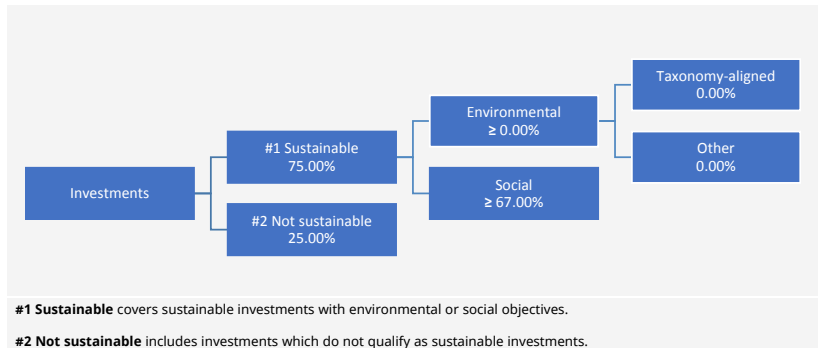 Investments
#1 Sustainable
75.00%
#2 Not sustainable
25.00%
Environmental
≥ 0.00%
Social
≥ 67.00%
Taxonomy-aligned
0.00%
Other
0.00%
#1 Sustainable covers sustainable investments with environmental or social objectives.
#2 Not sustainable includes investments which do not qualify as sustainable investments.